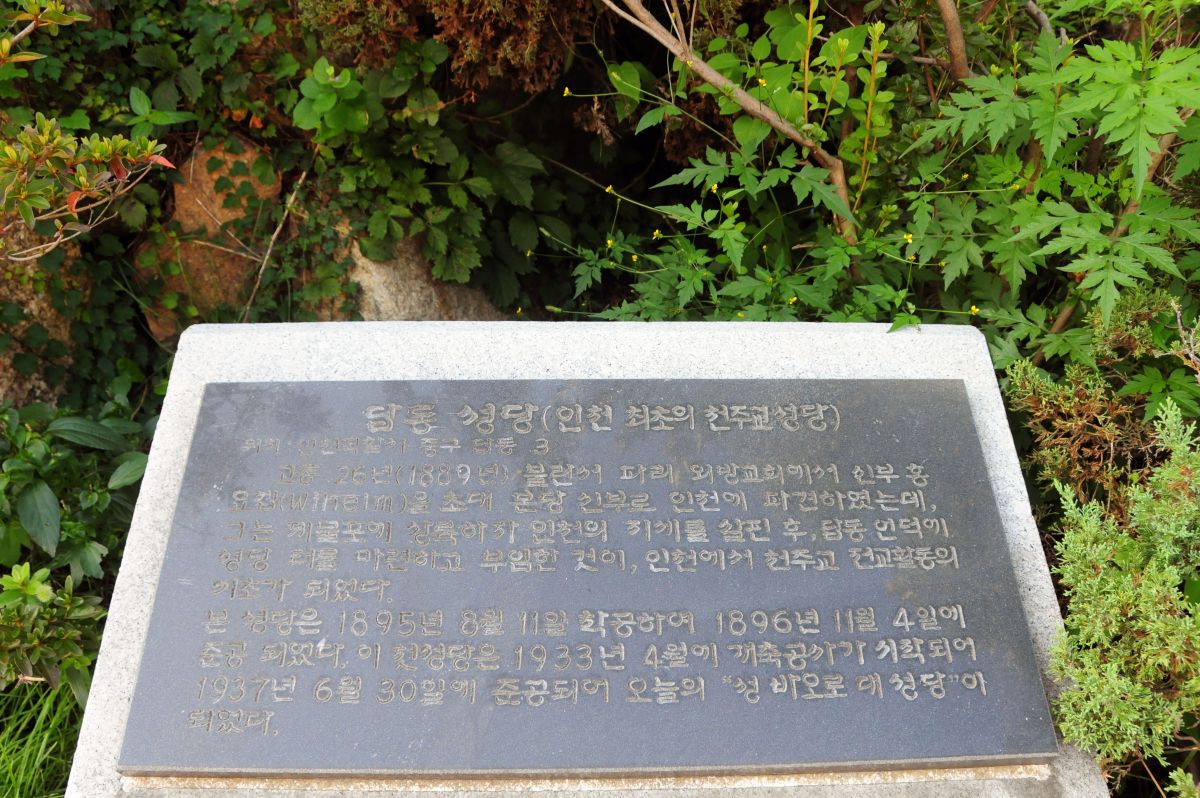 답동 성당(인천 최초의 천주교성당)
위치: 인천직할시 중구 답동 3
고종 26년(1889년) 불란서 파리 외방교회에서 신부 홍
요셉(Wilhelm)을 초대 본당 신부로 인천에 파견하였는데,
그는 제물포에 상륙하자 인천의 지세를 살핀 후, 답동 언덕에
성당 터를 마련하고 부임한 것이, 인천에서 천주교 전교활동의
기초가 되었다.
본 성당은 1895년 8월 11일 착공하여 1896년 11월 4일에
준공 되었다. 이 첫성당은 1933년 4월에 개축공사가 시작되어
1937년 6월 30일에 준공되어 오늘의 “성 바오로 대 성당”이
되었다.